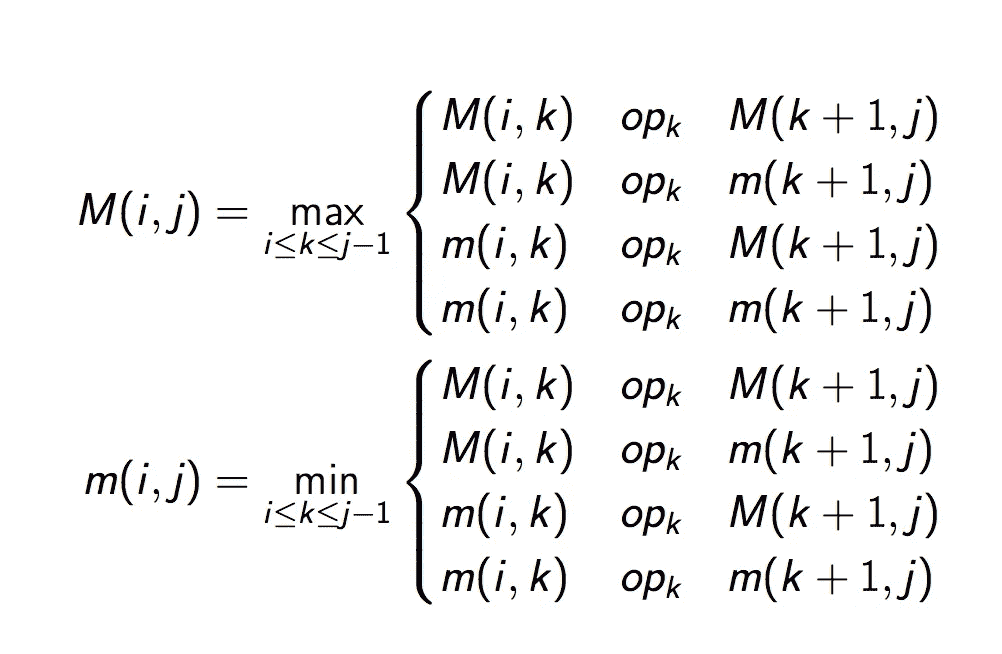 M(i, k) op_k M(k + 1, j)
M(i, k) op_k m(k + 1, j)
M(i, j) = max_{i≤k≤j−1} {
m(i, k) op_k M(k + 1, j)
m(i, k) op_k m(k + 1, j)
M(i, k) op_k M(k + 1, j)
M(i, k) op_k m(k + 1, j)
m(i, j) = min_{i≤k≤j−1} {
m(i, k) op_k M(k + 1, j)
m(i, k) op_k m(k + 1, j)